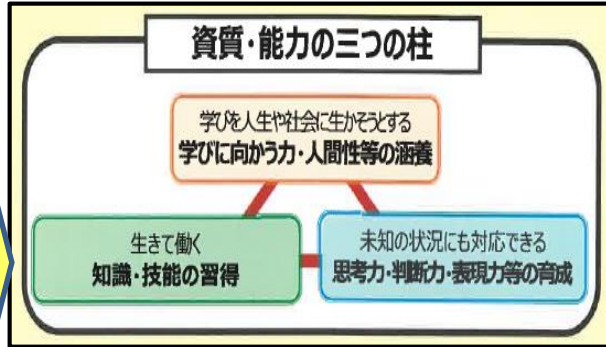 資質・能力の三つの柱
学びを人生や社会に生かそうとする
学びに向かう力・人間性等の涵養
生きて働く
知識・技能の習得
未知の状況にも対応できる
思考力・判断力・表現力等の育成